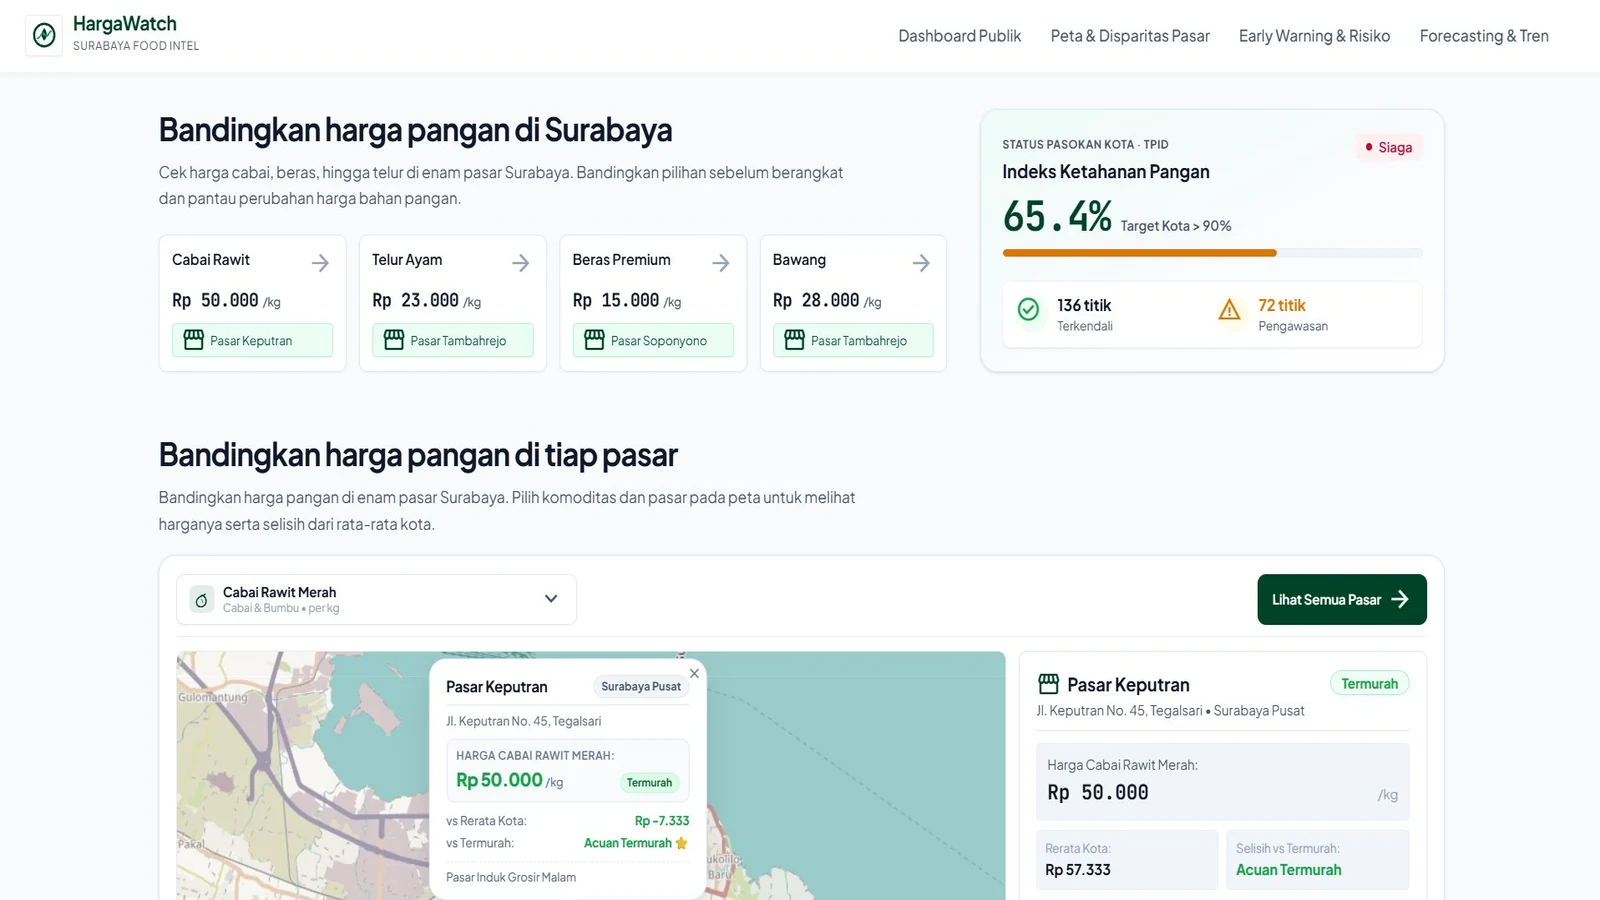 HargaWatch
SURABAYA FOOD INTEL
Dashboard Publik
Peta & Disparitas Pasar
Early Warning & Risiko
Forecasting & Tren
Bandingkan harga pangan di Surabaya
Cek harga cabai, beras, hingga telur di enam pasar Surabaya. Bandingkan pilihan sebelum berangkat
dan pantau perubahan harga bahan pangan.
Cabai Rawit
Rp 50.000 /kg
Pasar Keputran
Telur Ayam
Rp 23.000 /kg
Pasar Tambahrejo
Beras Premium
Rp 15.000 /kg
Pasar Soponyono
Bawang
Rp 28.000 /kg
Pasar Tambahrejo
STATUS PASOKAN KOTA · TPID
Siaga
Indeks Ketahanan Pangan
65.4% Target Kota > 90%
136 titik
Terkendali
72 titik
Pengawasan
Bandingkan harga pangan di tiap pasar
Bandingkan harga pangan di enam pasar Surabaya. Pilih komoditas dan pasar pada peta untuk melihat
harganya serta selisih dari rata-rata kota.
Cabai Rawit Merah
Cabai & Bumbu • per kg
Lihat Semua Pasar
Gulomantung
Pakal
Pasar Keputran
Surabaya Pusat
Jl. Keputran No. 45, Tegalsari
HARGA CABAI RAWIT MERAH:
Rp 50.000 /kg
Termurah
vs Rerata Kota: Rp -7.333
vs Termurah: Acuan Termurah ⭐
Pasar Induk Grosir Malam
ukolilo
Baru
Pasar Keputran
Termurah
Jl. Keputran No. 45, Tegalsari • Surabaya Pusat
Harga Cabai Rawit Merah:
Rp 50.000 /kg
Rerata Kota:
Rp 57.333
Selisih vs Termurah:
Acuan Termurah